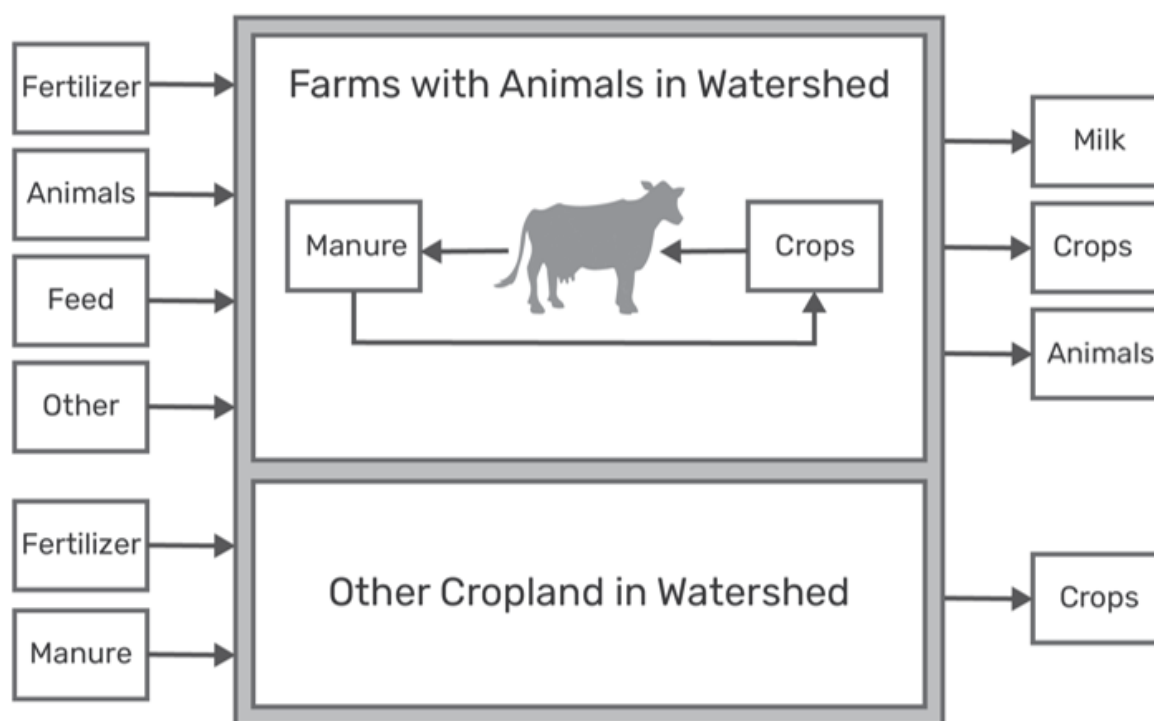 Fertilizer
Animals
Feed
Other
Fertilizer
Manure
Farms with Animals in Watershed
Manure
Crops
Other Cropland in Watershed
Milk
Crops
Animals
Crops